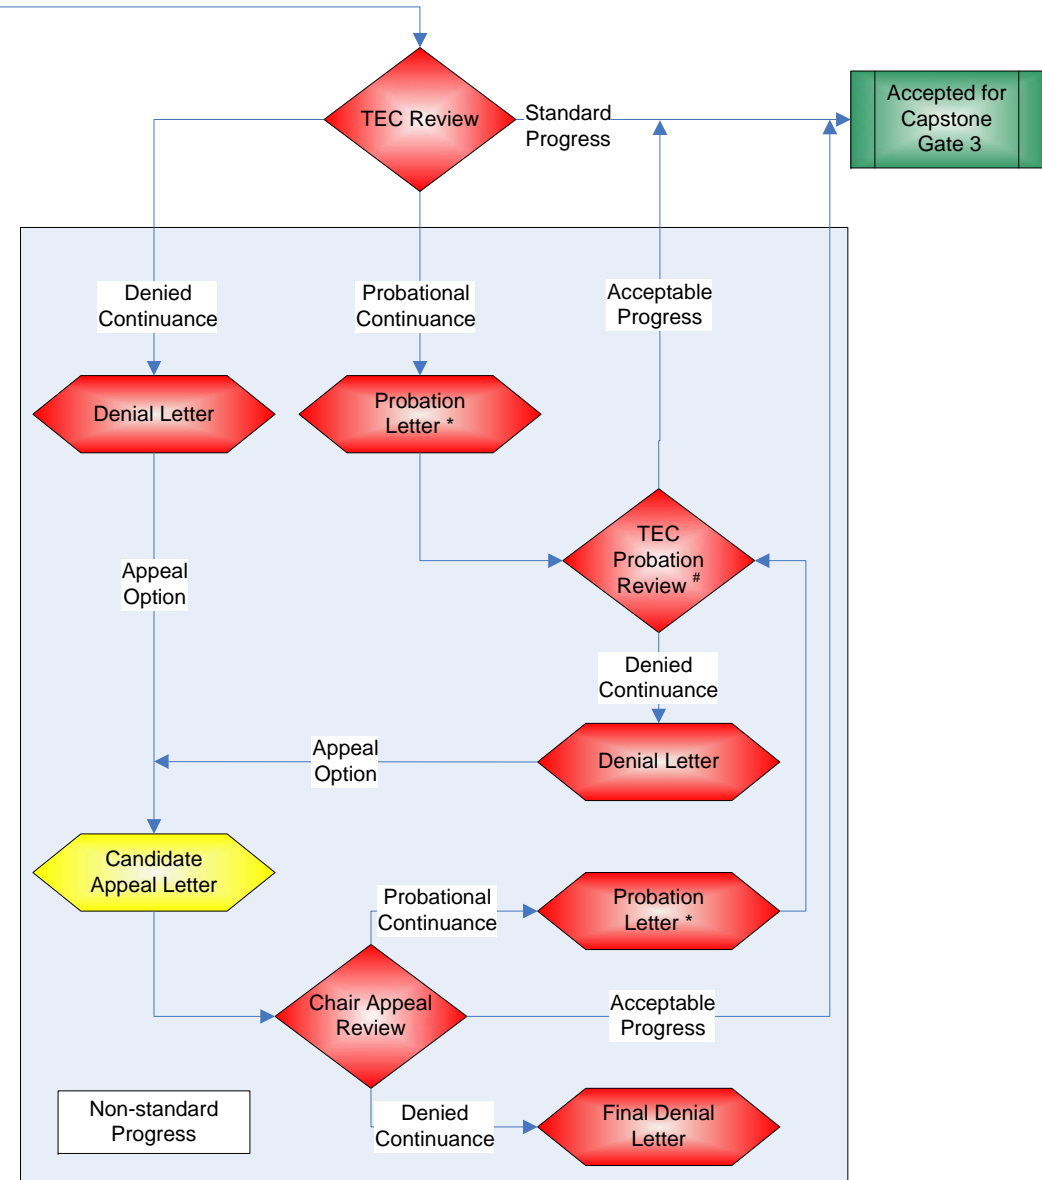 TEC Review
Standard
Progress
Accepted for
Capstone
Gate 3
Denied
Continuance
Probational
Continuance
Acceptable
Progress
Denial Letter
Probation
Letter *
TEC
Probation
Review #
Appeal
Option
Denied
Continuance
Appeal
Option
Denial Letter
Candidate
Appeal Letter
Probational
Continuance
Probation
Letter *
Chair Appeal
Review
Acceptable
Progress
Non-standard
Progress
Denied
Continuance
Final Denial
Letter